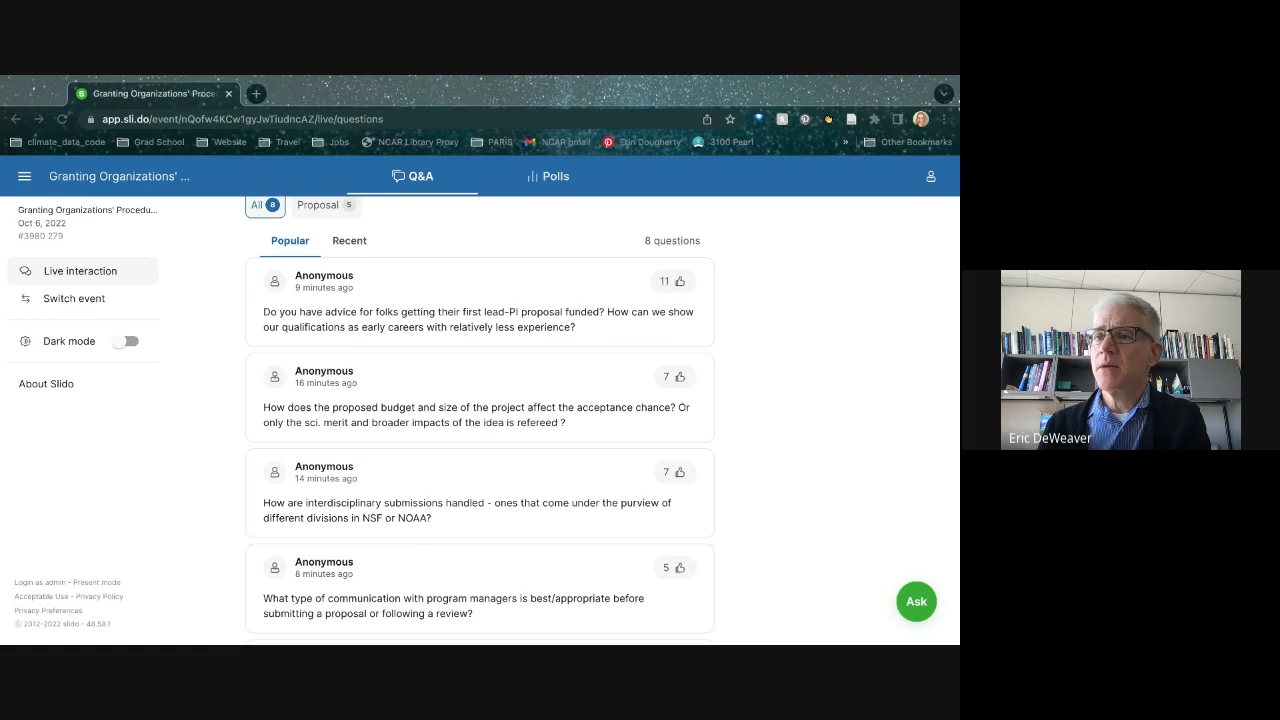 Granting Organizations' Proce
app.sli.do/event/nQofw4KCw1gyJwTiudncAZ/live/questions
climate_data_code Grad School Website Travel Jobs NCAR Library Proxy PARIS NCAR gmail Erin Dougherty 3100 Pearl » Other Bookmarks
Granting Organizations' ... Q&A Polls
Granting Organizations' Procedu...
Oct 6, 2022
#3980 279
Live interaction
Switch event
Dark mode
About Slido
Login as admin - Present mode
Acceptable Use - Privacy Policy
Privacy Preferences
© 2012-2022 slido - 48.58.1
All 8 Proposal 5
Popular Recent 8 questions
Anonymous
9 minutes ago
11
Do you have advice for folks getting their first lead-PI proposal funded? How can we show
our qualifications as early careers with relatively less experience?
Anonymous
16 minutes ago
7
How does the proposed budget and size of the project affect the acceptance chance? Or
only the sci. merit and broader impacts of the idea is refereed ?
Anonymous
14 minutes ago
7
How are interdisciplinary submissions handled - ones that come under the purview of
different divisions in NSF or NOAA?
Anonymous
8 minutes ago
5
What type of communication with program managers is best/appropriate before
submitting a proposal or following a review?
Ask
Eric DeWeaver